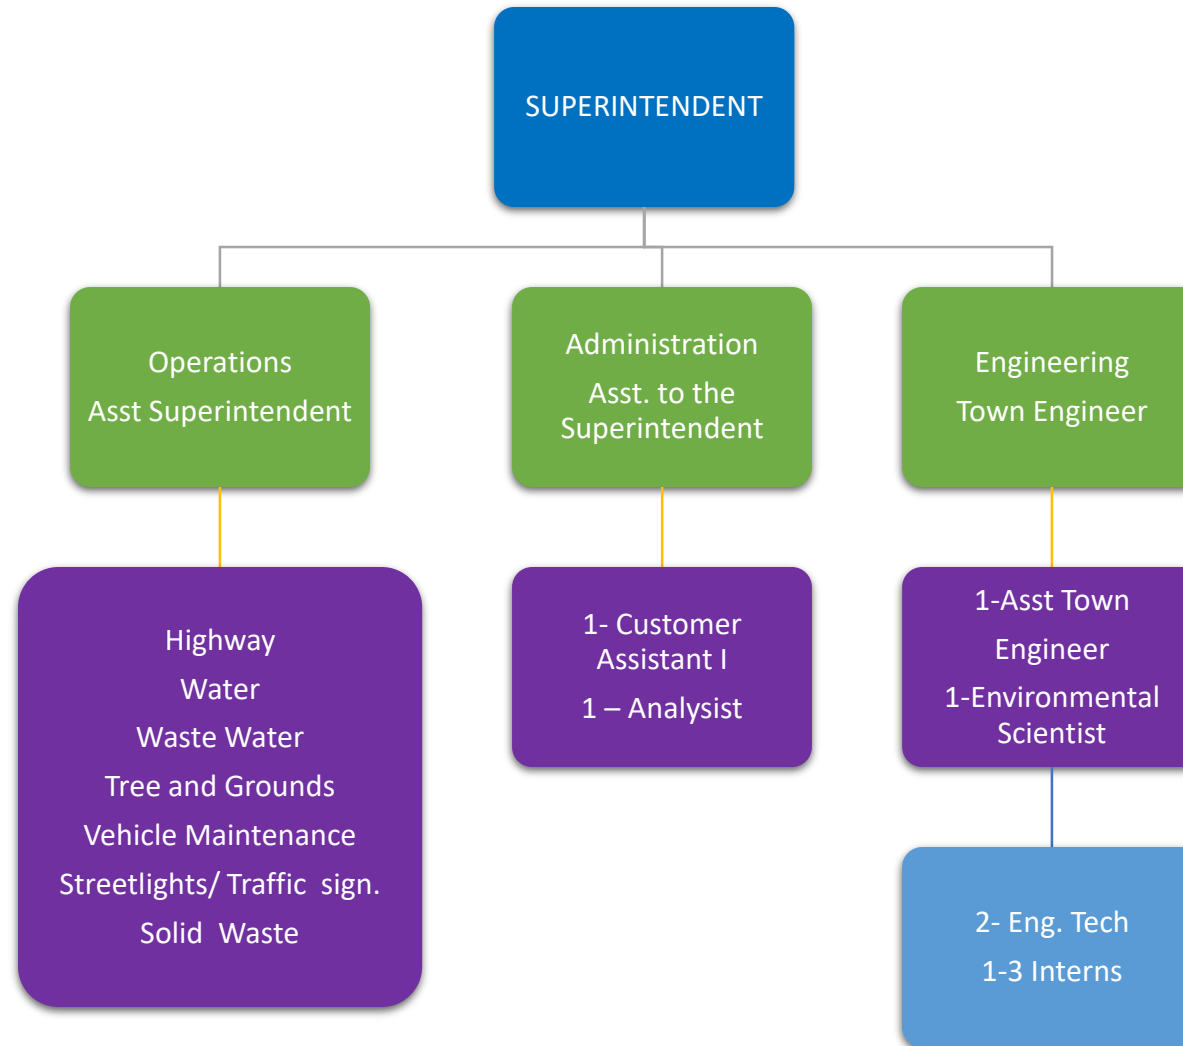 SUPERINTENDENT
Operations
Asst Superintendent
Administration
Asst. to the
Superintendent
Engineering
Town Engineer
Highway
Water
Waste Water
Tree and Grounds
Vehicle Maintenance
Streetlights/ Traffic  sign.
Solid  Waste
1- Customer
Assistant I
1 – Analysist
1-Asst Town
Engineer
1-Environmental
Scientist
2- Eng. Tech
1-3 Interns